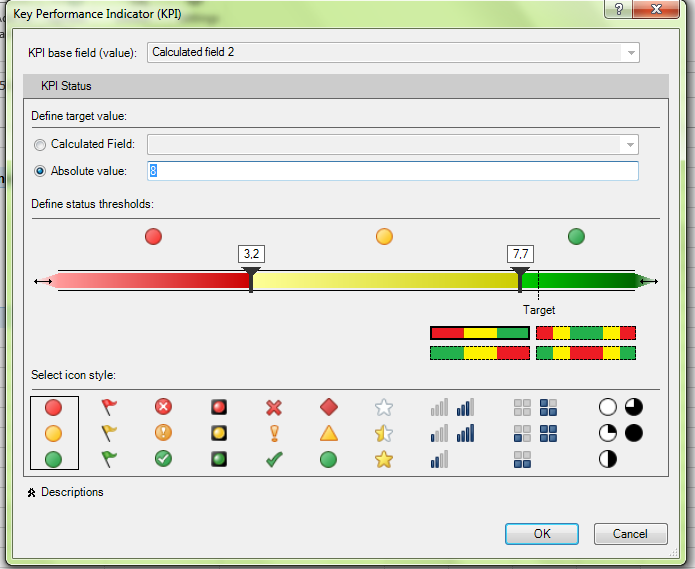 Key Performance Indicator (KPI)
?
KPI base field (value): Calculated field 2
KPI Status
Define target value:
Calculated Field:
Absolute value: 8
Define status thresholds:
3,2 7,7
Target
Select icon style:
Descriptions
OK Cancel